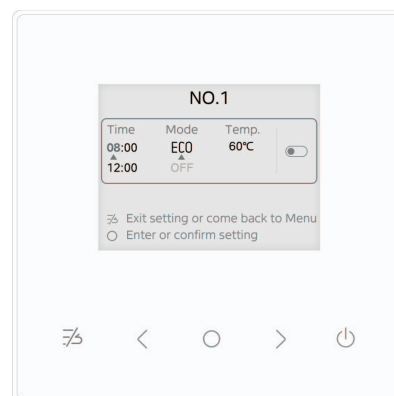 NO.1
Time Mode Temp.
08:00 ECO 60℃
12:00 OFF
Exit setting or come back to Menu
Enter or confirm setting